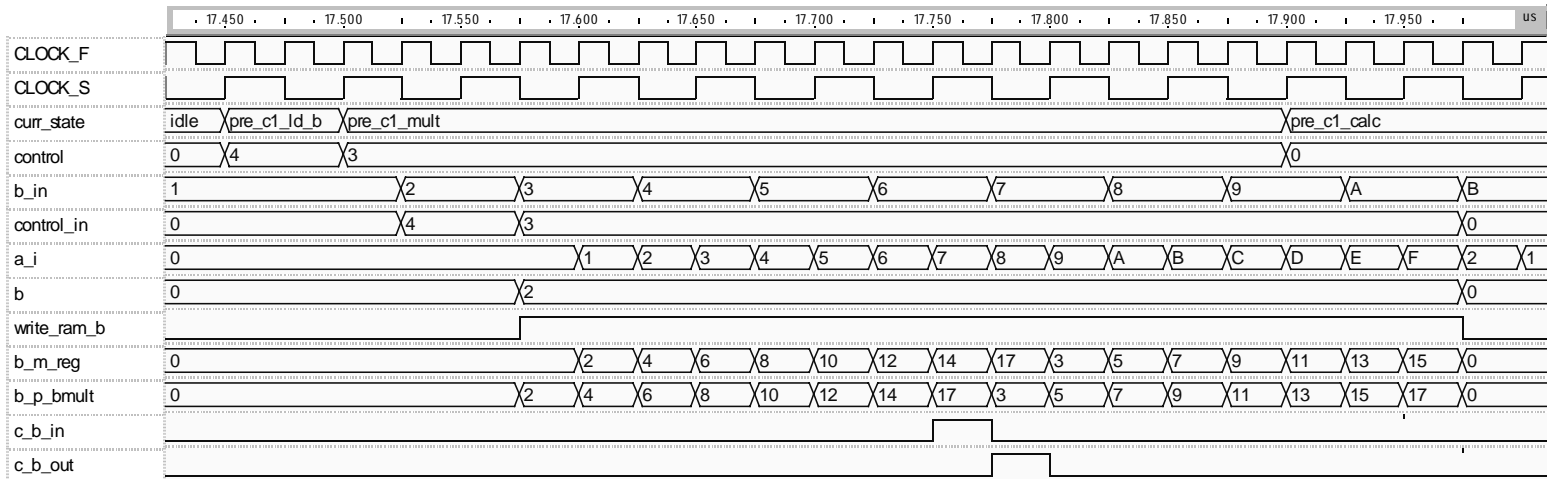 17.450 17.500 17.550 17.600 17.650 17.700 17.750 17.800 17.850 17.900 17.950 us
CLOCK_F
CLOCK_S
curr_state idle pre_c1_ld_b pre_c1_mult pre_c1_calc
control 0 4 3 0
b_in 1 2 3 4 5 6 7 8 9 A B
control_in 0 4 3 0
a_i 0 1 2 3 4 5 6 7 8 9 A B C D E F 2 1
b 0 2 0
write_ram_b
b_m_reg 0 2 4 6 8 10 12 14 17 3 5 7 9 11 13 15 0
b_p_bmult 0 2 4 6 8 10 12 14 17 3 5 7 9 11 13 15 17 0
c_b_in
c_b_out